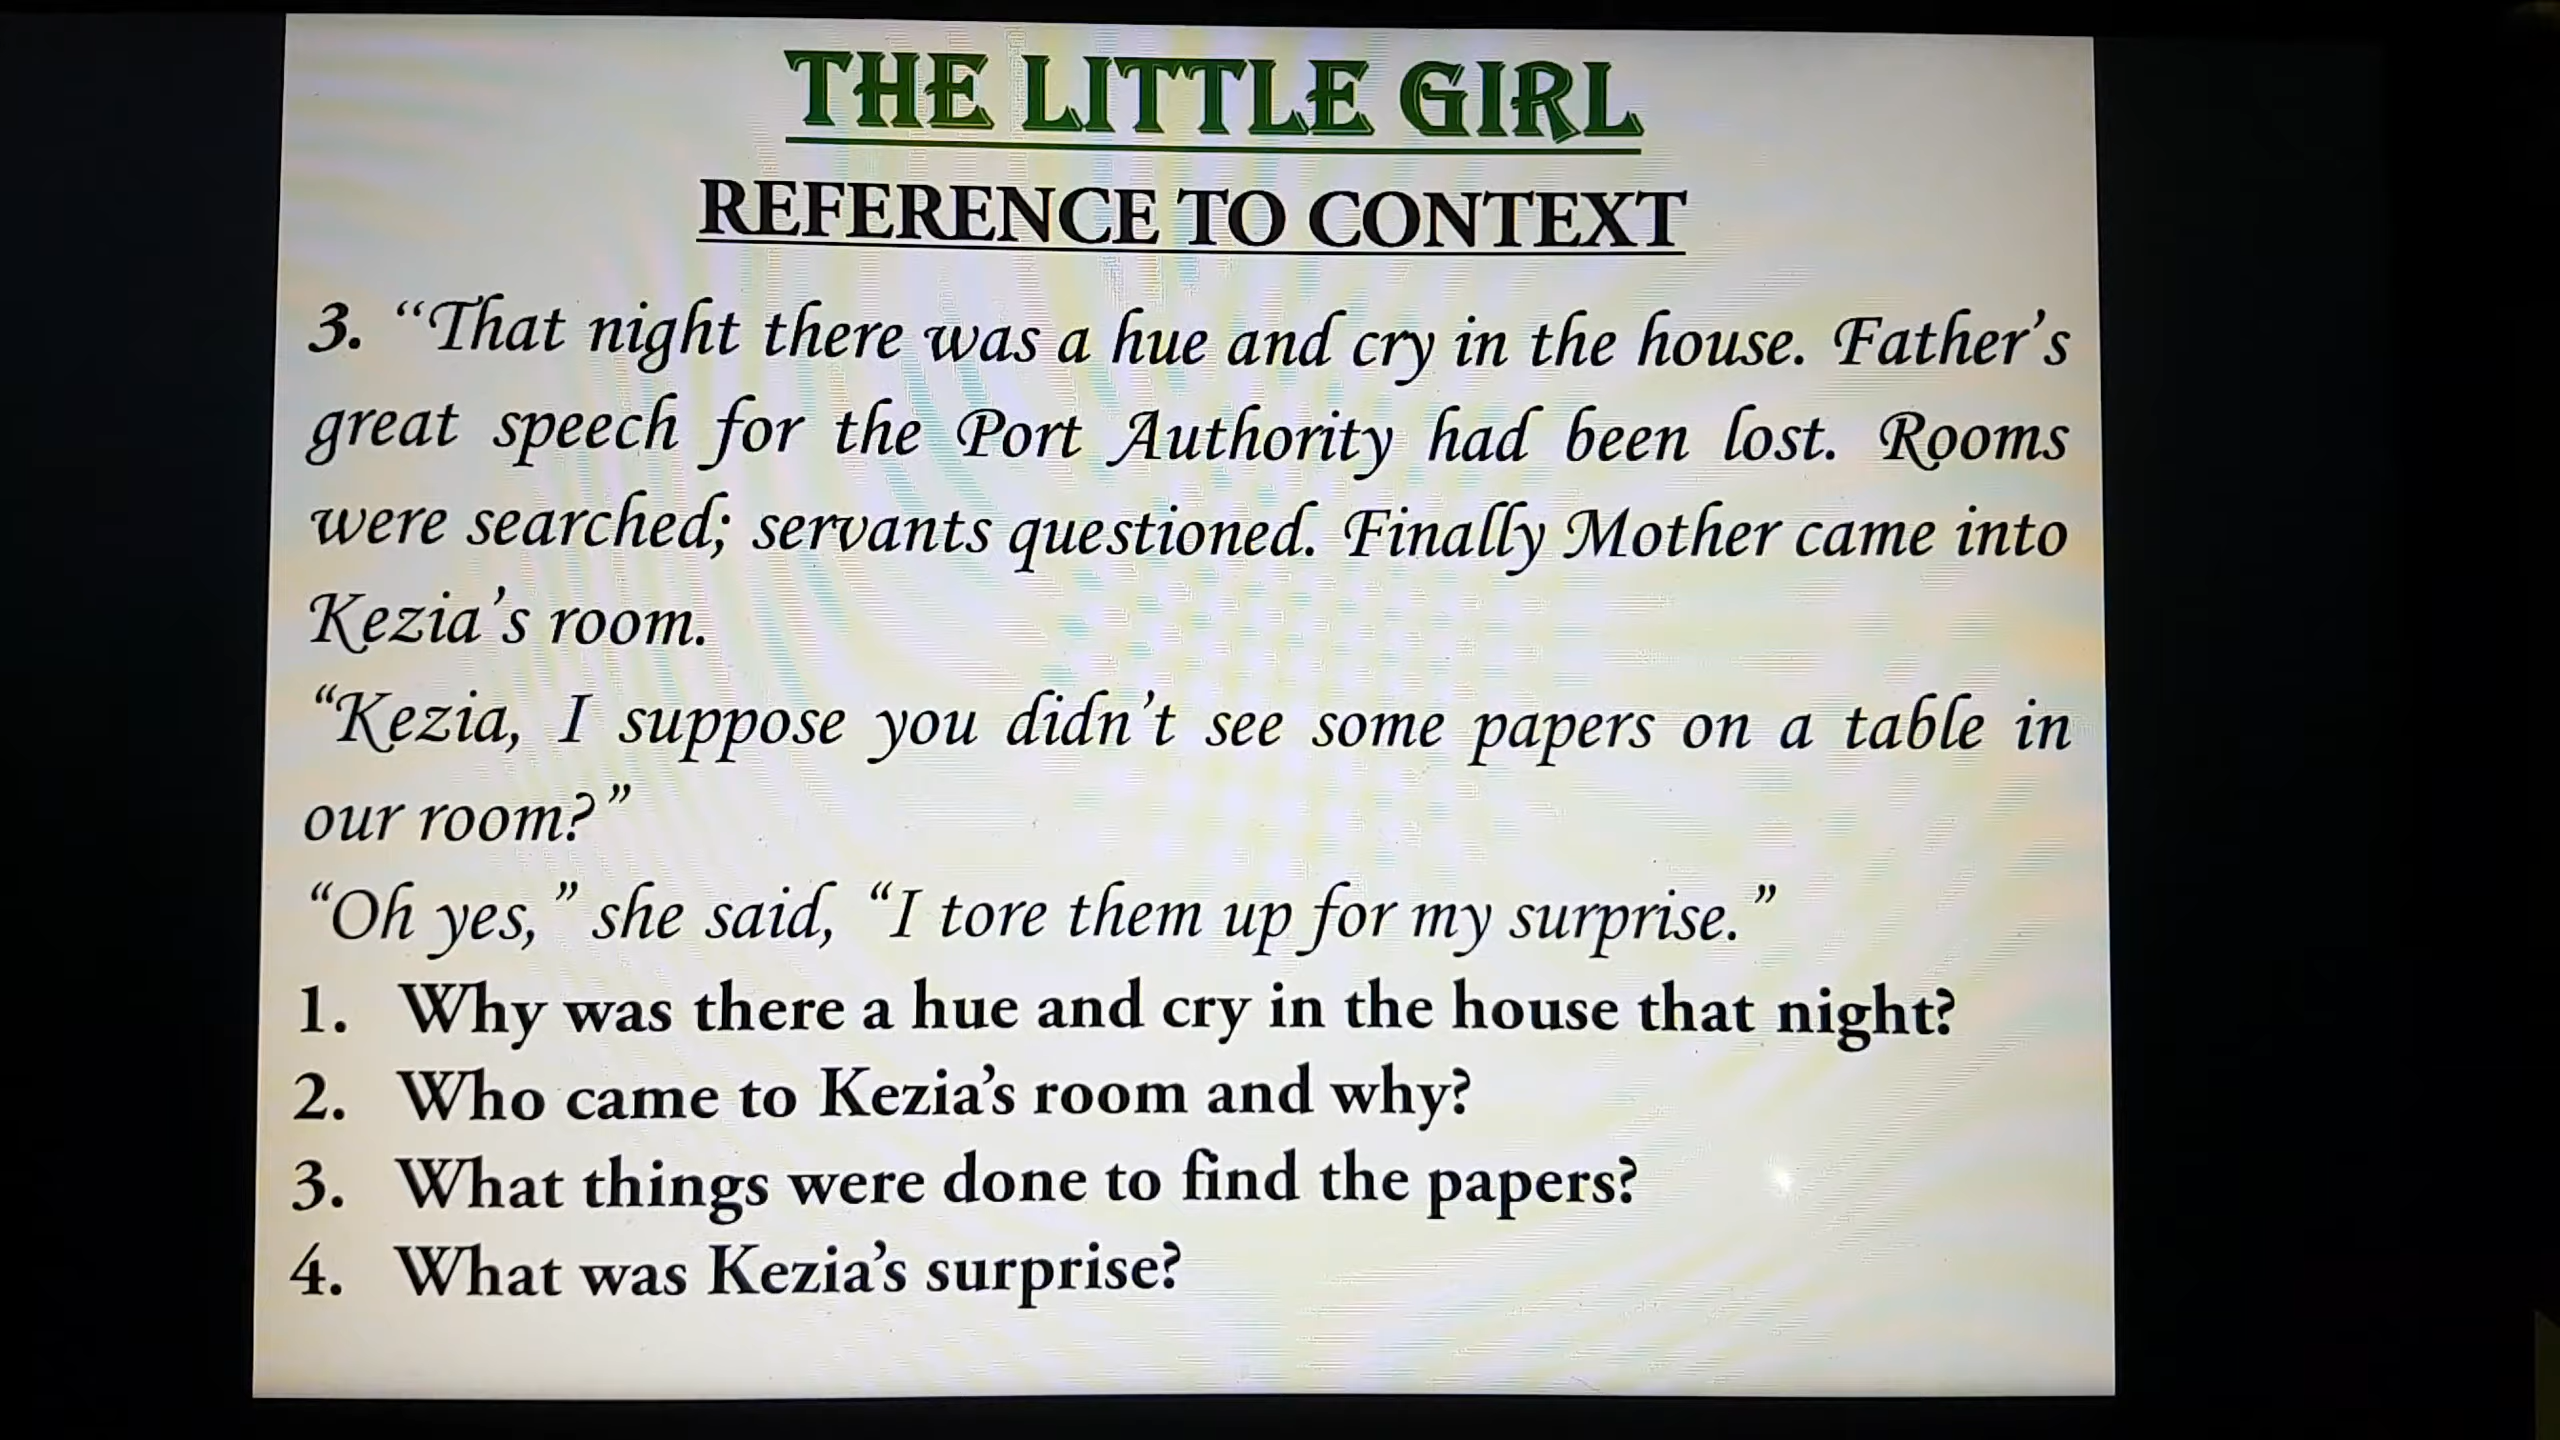 THE LITTLE GIRL
REFERENCE TO CONTEXT
3. “That night there was a hue and cry in the house. Father’s
great speech for the Port Authority had been lost. Rooms
were searched; servants questioned. Finally Mother came into
Kezia’s room.
“Kezia, I suppose you didn’t see some papers on a table in
our room?”
“Oh yes,” she said, “I tore them up for my surprise.”
1. Why was there a hue and cry in the house that night?
2. Who came to Kezia’s room and why?
3. What things were done to find the papers?
4. What was Kezia’s surprise?